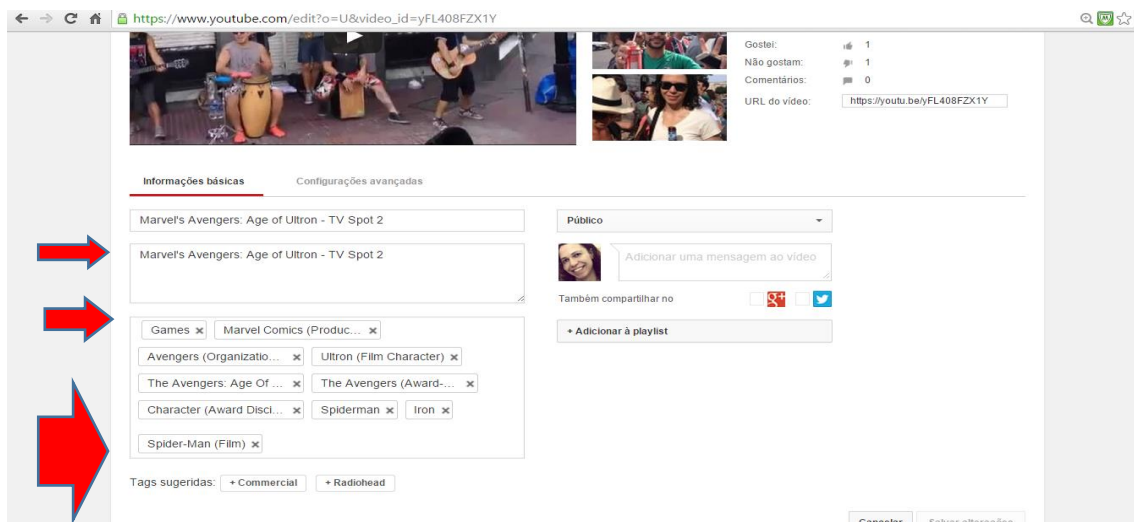 https://www.youtube.com/edit?o=U&video_id=yFL408FZX1Y
Gostei: 1
Não gostam: 1
Comentários: 0
URL do vídeo: https://youtu.be/yFL408FZX1Y
Informações básicas Configurações avançadas
Marvel's Avengers: Age of Ultron - TV Spot 2
Público
Marvel's Avengers: Age of Ultron - TV Spot 2
Adicionar uma mensagem ao vídeo
Também compartilhar no
+ Adicionar à playlist
Games Marvel Comics (Produc...
Avengers (Organizatio... Ultron (Film Character)
The Avengers: Age Of ... The Avengers (Award-...
Character (Award Disci... Spiderman Iron
Spider-Man (Film)
Tags sugeridas: + Commercial + Radiohead
Cancelar Salvar alterações